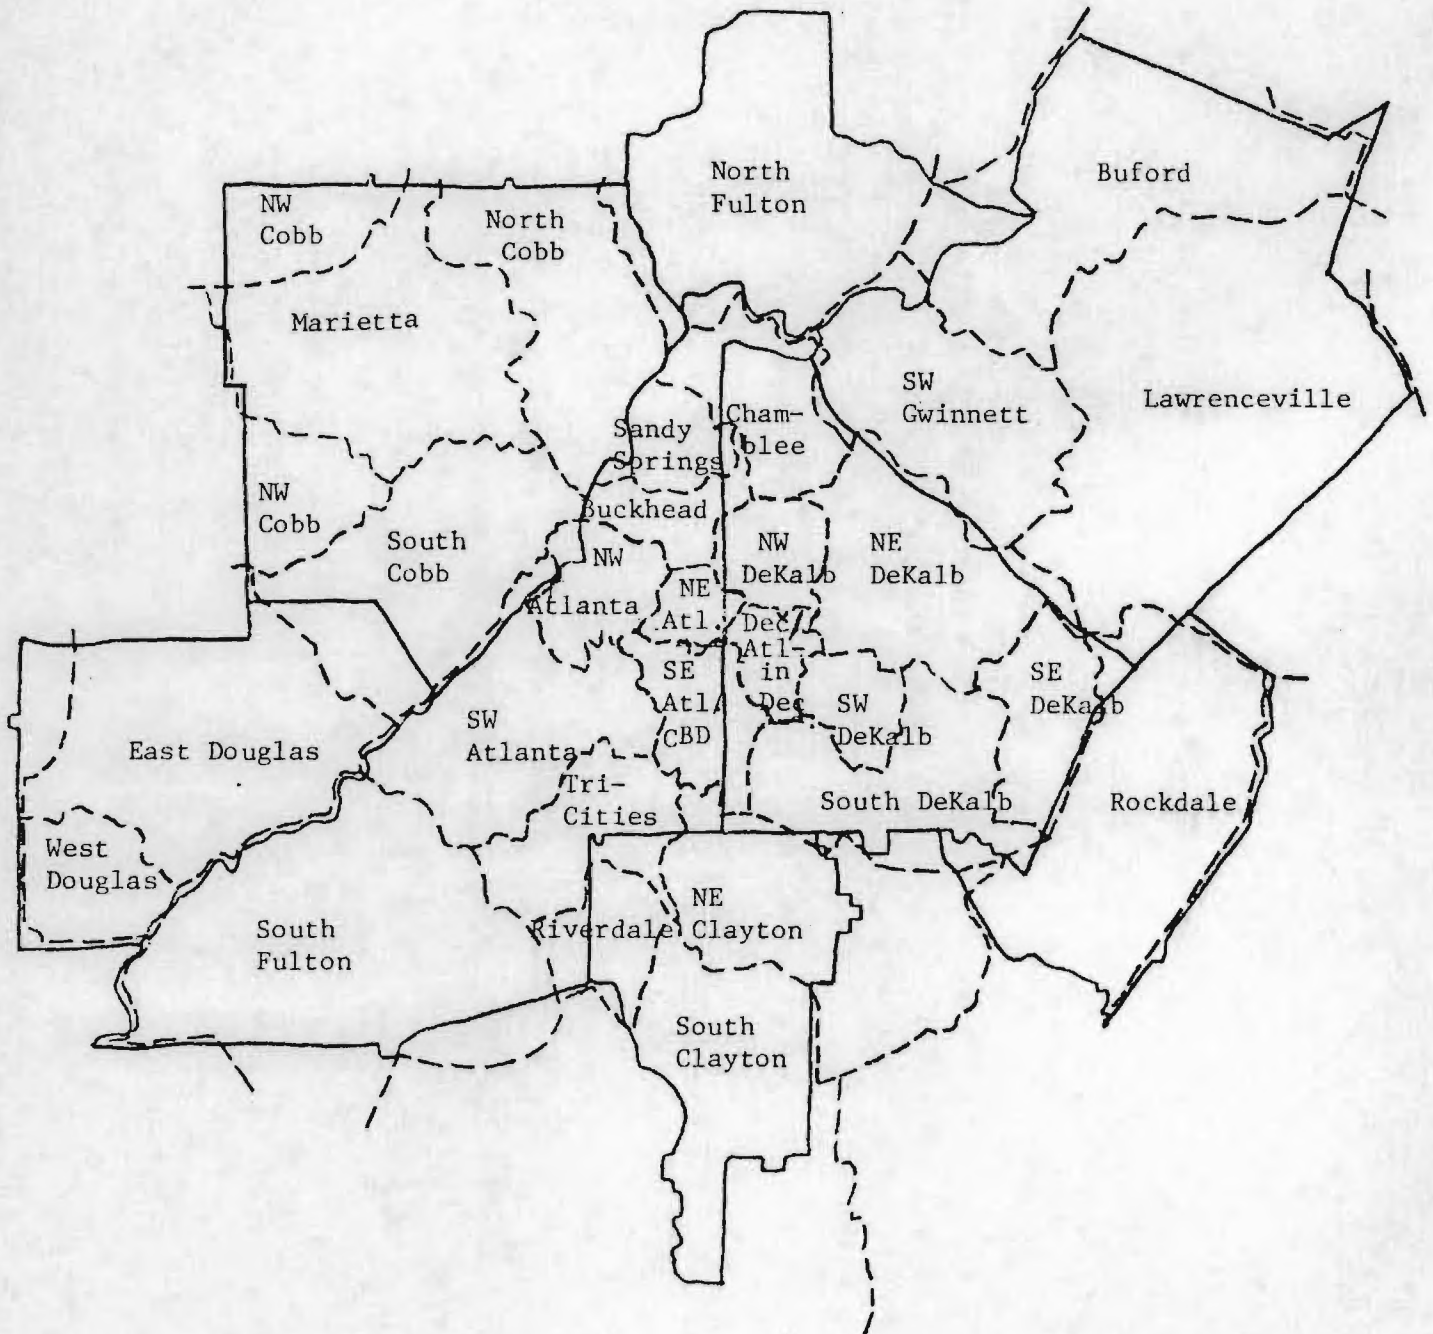 North
Fulton
Buford
NW
Cobb
North
Cobb
Marietta
SW
Gwinnett
Lawrenceville
Sandy
Springs
Cham-
blee
NW
Cobb
Buckhead
South
Cobb
NW
Atlanta
NE
Atl.
NW
DeKalb
NE
DeKalb
Dec/
Atl-
in
Dec.
SE
Atl/
CBD
SW
DeKalb
SE
DeKalb
SW
Atlanta
East Douglas
Tri-
Cities
South DeKalb
Rockdale
West
Douglas
South
Fulton
Riverdale
NE
Clayton
South
Clayton